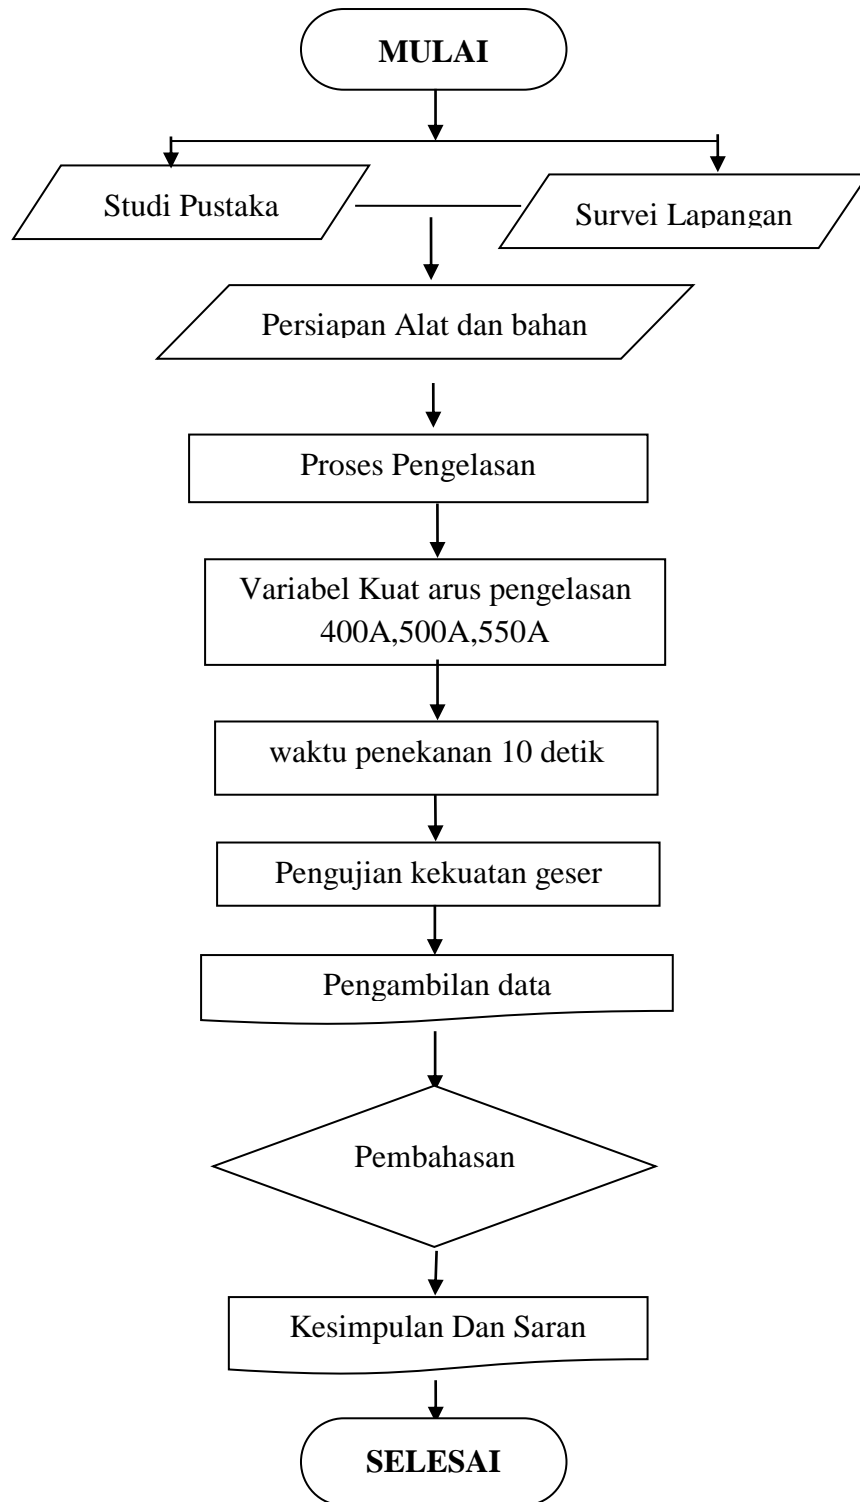 MULAI
Studi Pustaka
Survei Lapangan
Persiapan Alat dan bahan
Proses Pengelasan
Variabel Kuat arus pengelasan
400A,500A,550A
waktu penekanan 10 detik
Pengujian kekuatan geser
Pengambilan data
Pembahasan
Kesimpulan Dan Saran
SELESAI